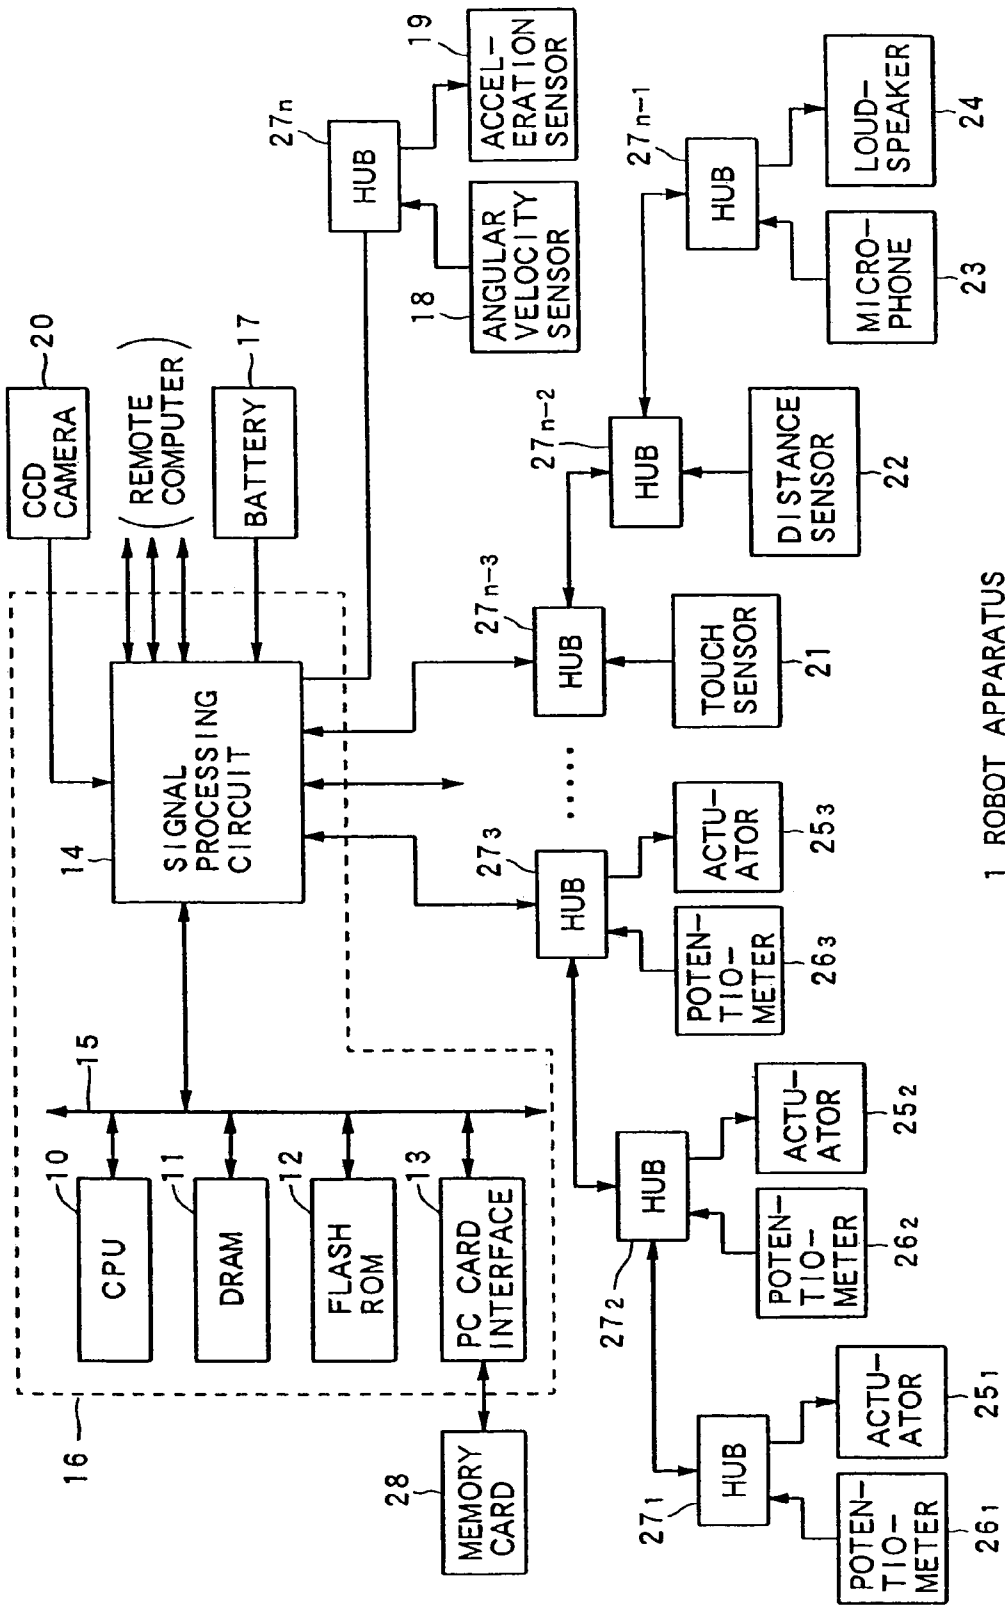 16
10
CPU
11
DRAM
12
FLASH
ROM
13
PC CARD
INTERFACE
28
MEMORY
CARD
15
14
SIGNAL
PROCESSING
CIRCUIT
CCD
CAMERA
20
(REMOTE
COMPUTER)
BATTERY
17
27n
HUB
18
ANGULAR
VELOCITY
SENSOR
19
ACCEL-
ERATION
SENSOR
271
HUB
POTEN-
TIO-
METER
261
ACTU-
ATOR
251
272
HUB
POTEN-
TIO-
METER
262
ACTU-
ATOR
252
273
HUB
POTEN-
TIO-
METER
263
ACTU-
ATOR
253
.....
27n-3
HUB
TOUCH
SENSOR
21
27n-2
HUB
DISTANCE
SENSOR
22
27n-1
HUB
MICRO-
PHONE
23
LOUD-
SPEAKER
24
1 ROBOT APPARATUS